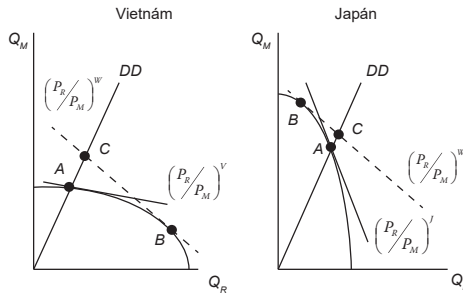 Vietnám
Q_M
(P_R/P_M)^W
DD
C
A
(P_R/P_M)^V
B
Q_R
Japán
Q_M
DD
B
C
A
(P_R/P_M)^W
(P_R/P_M)^J
Q